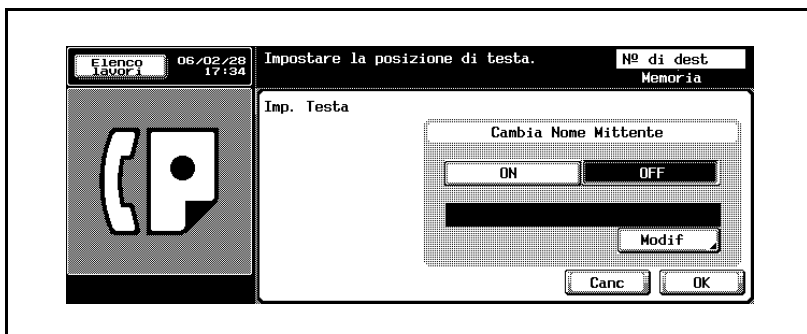 Elenco lavori
06/02/28
17:34
Impostare la posizione di testa.
Nº di dest
Memoria
Imp. Testa
Cambia Nome Mittente
ON
OFF
Modif
Canc
OK